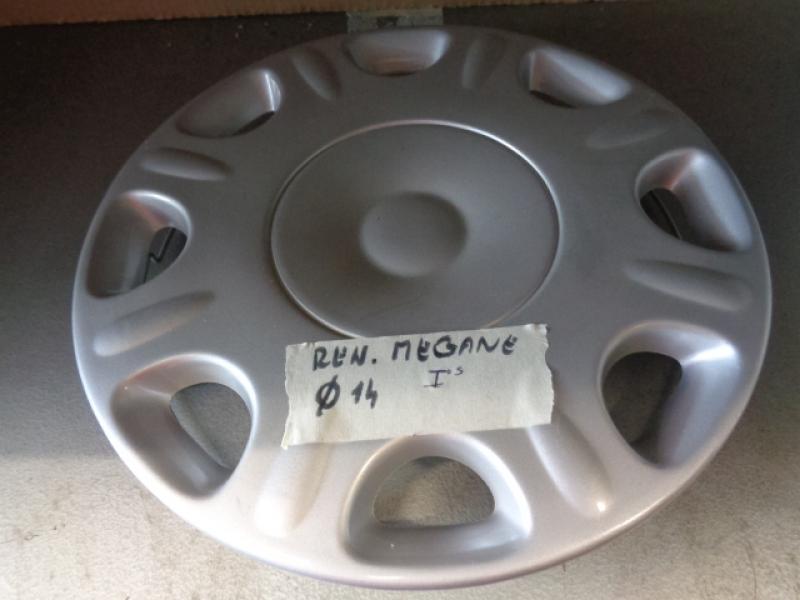 REN. MEGANE
Ø 14 Iˢ